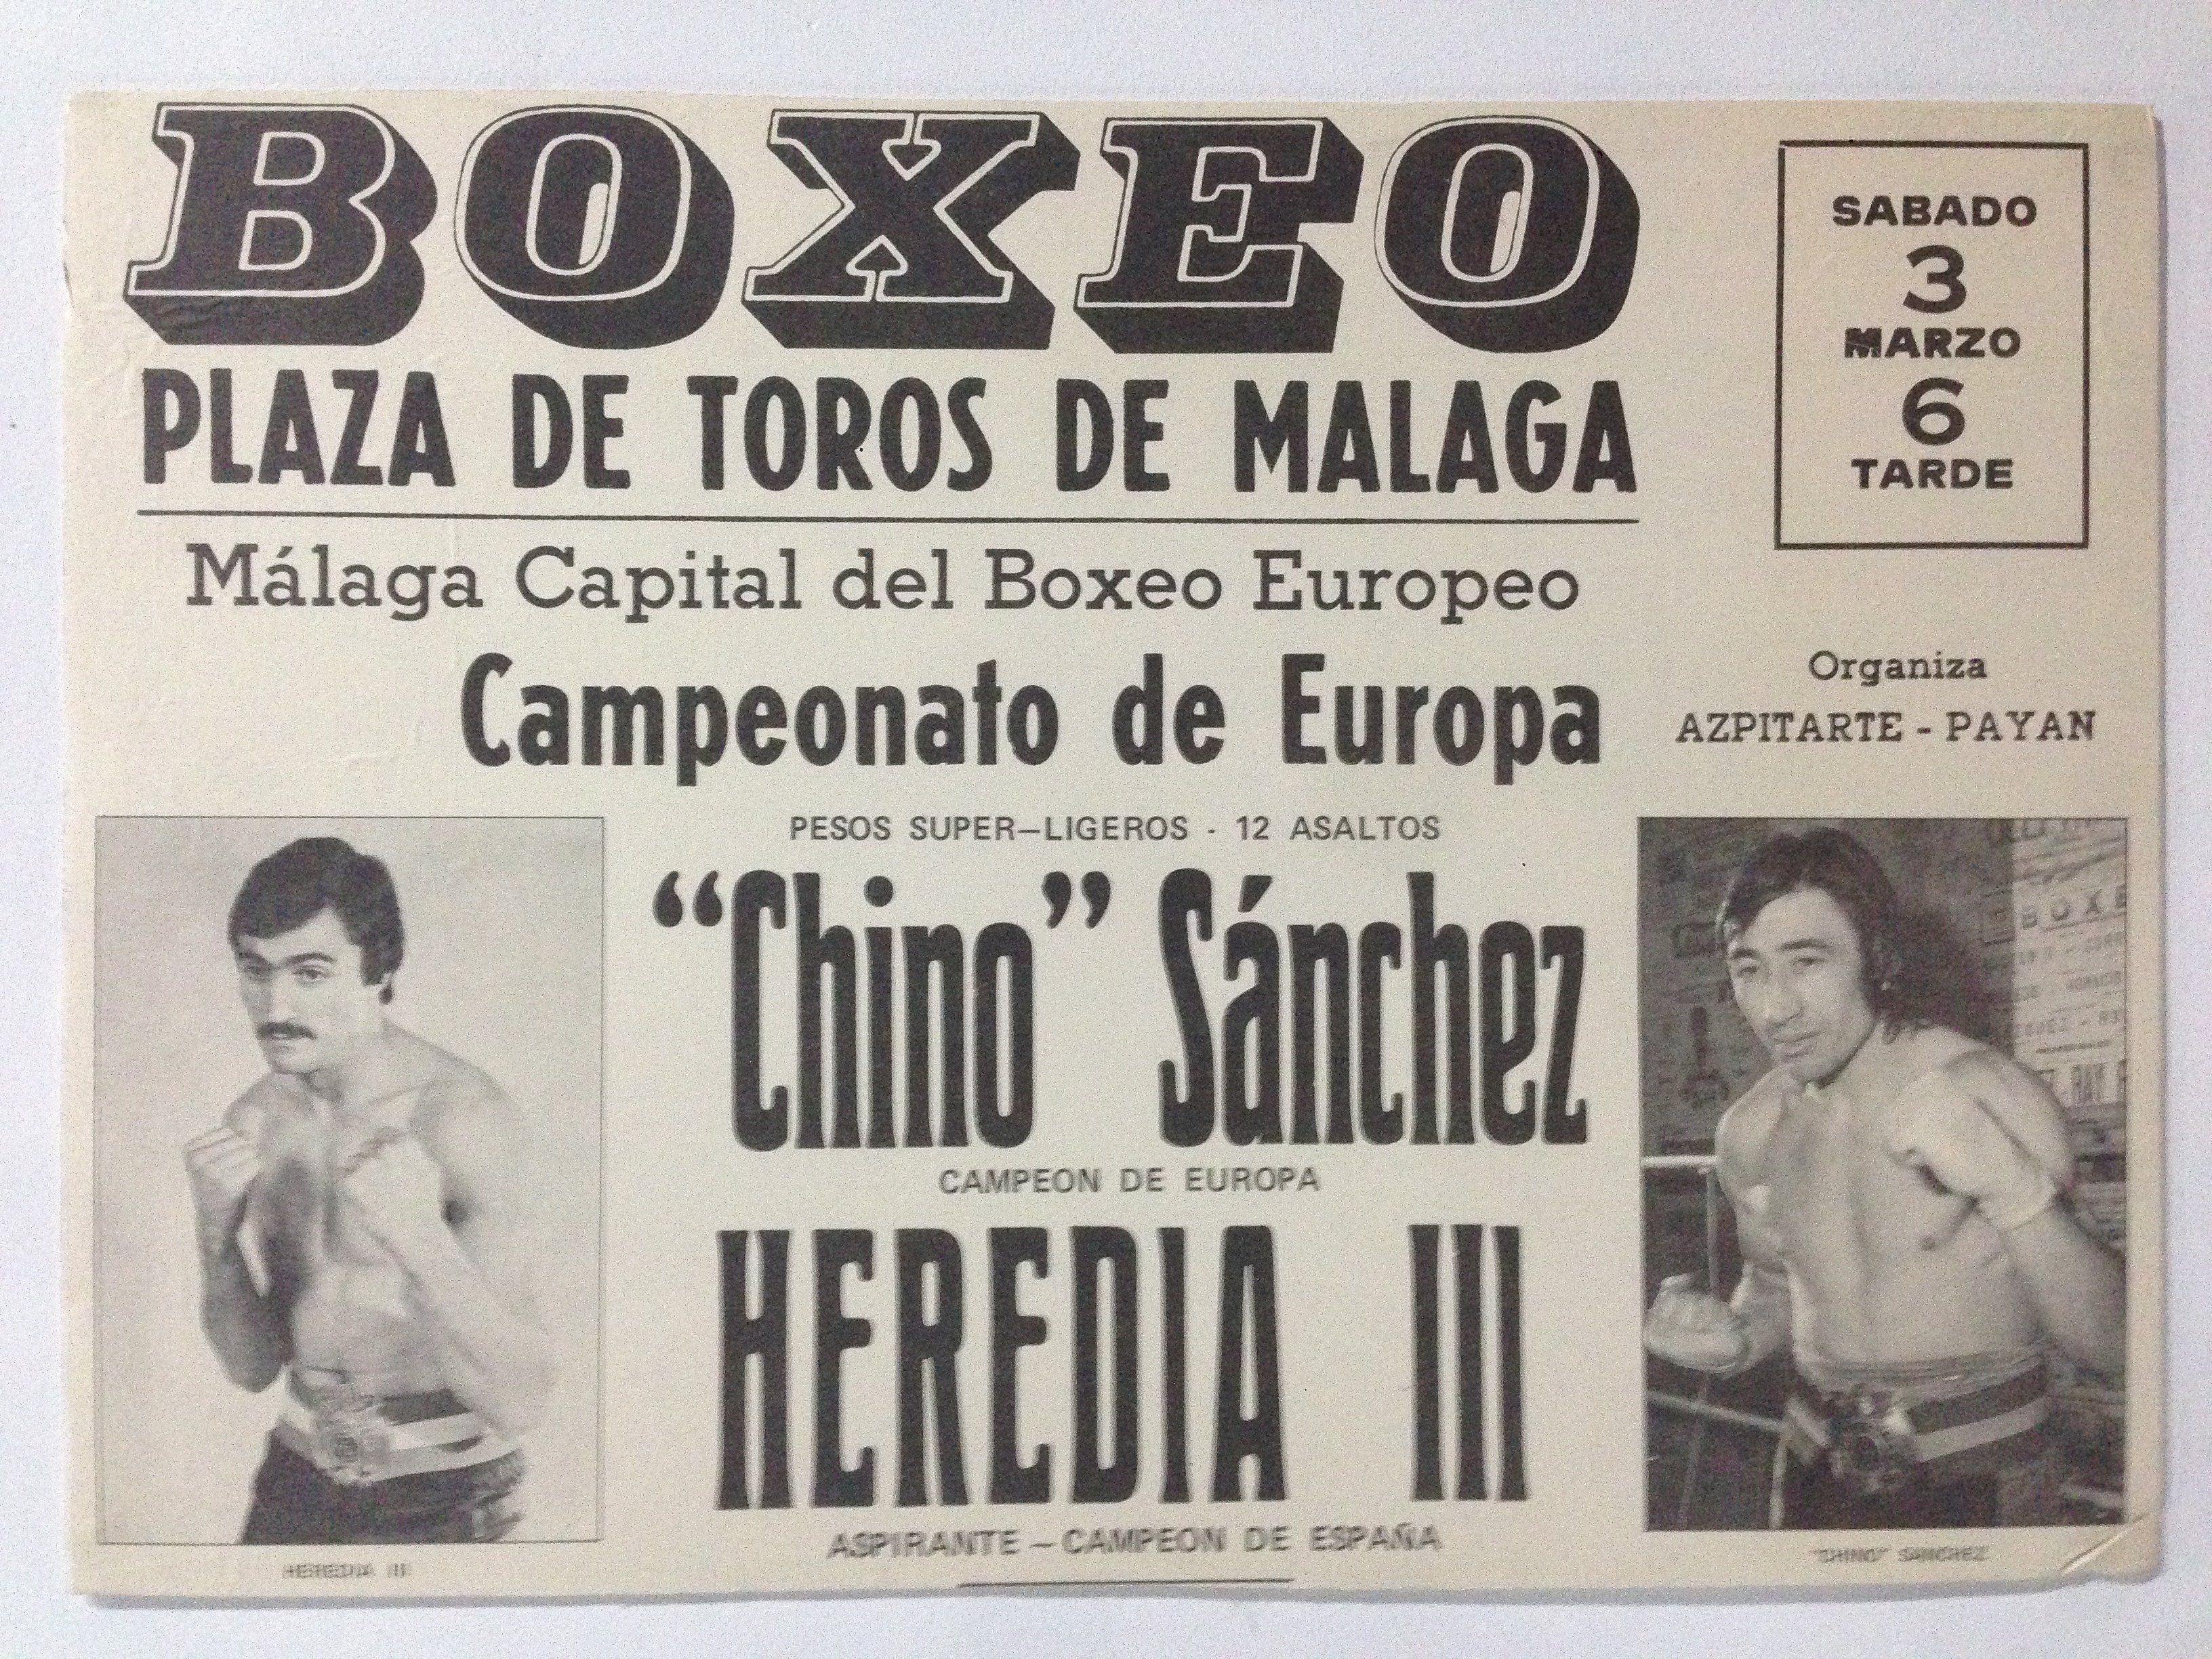 BOXEO
PLAZA DE TOROS DE MALAGA
SABADO
3
MARZO
6
TARDE
Málaga Capital del Boxeo Europeo
Campeonato de Europa
Organiza
AZPITARTE - PAYAN
PESOS SUPER-LIGEROS - 12 ASALTOS
"Chino" Sánchez
CAMPEON DE EUROPA
HEREDIA III
ASPIRANTE - CAMPEON DE ESPAÑA
HEREDIA III
"CHINO" SANCHEZ
BOXE
RAY